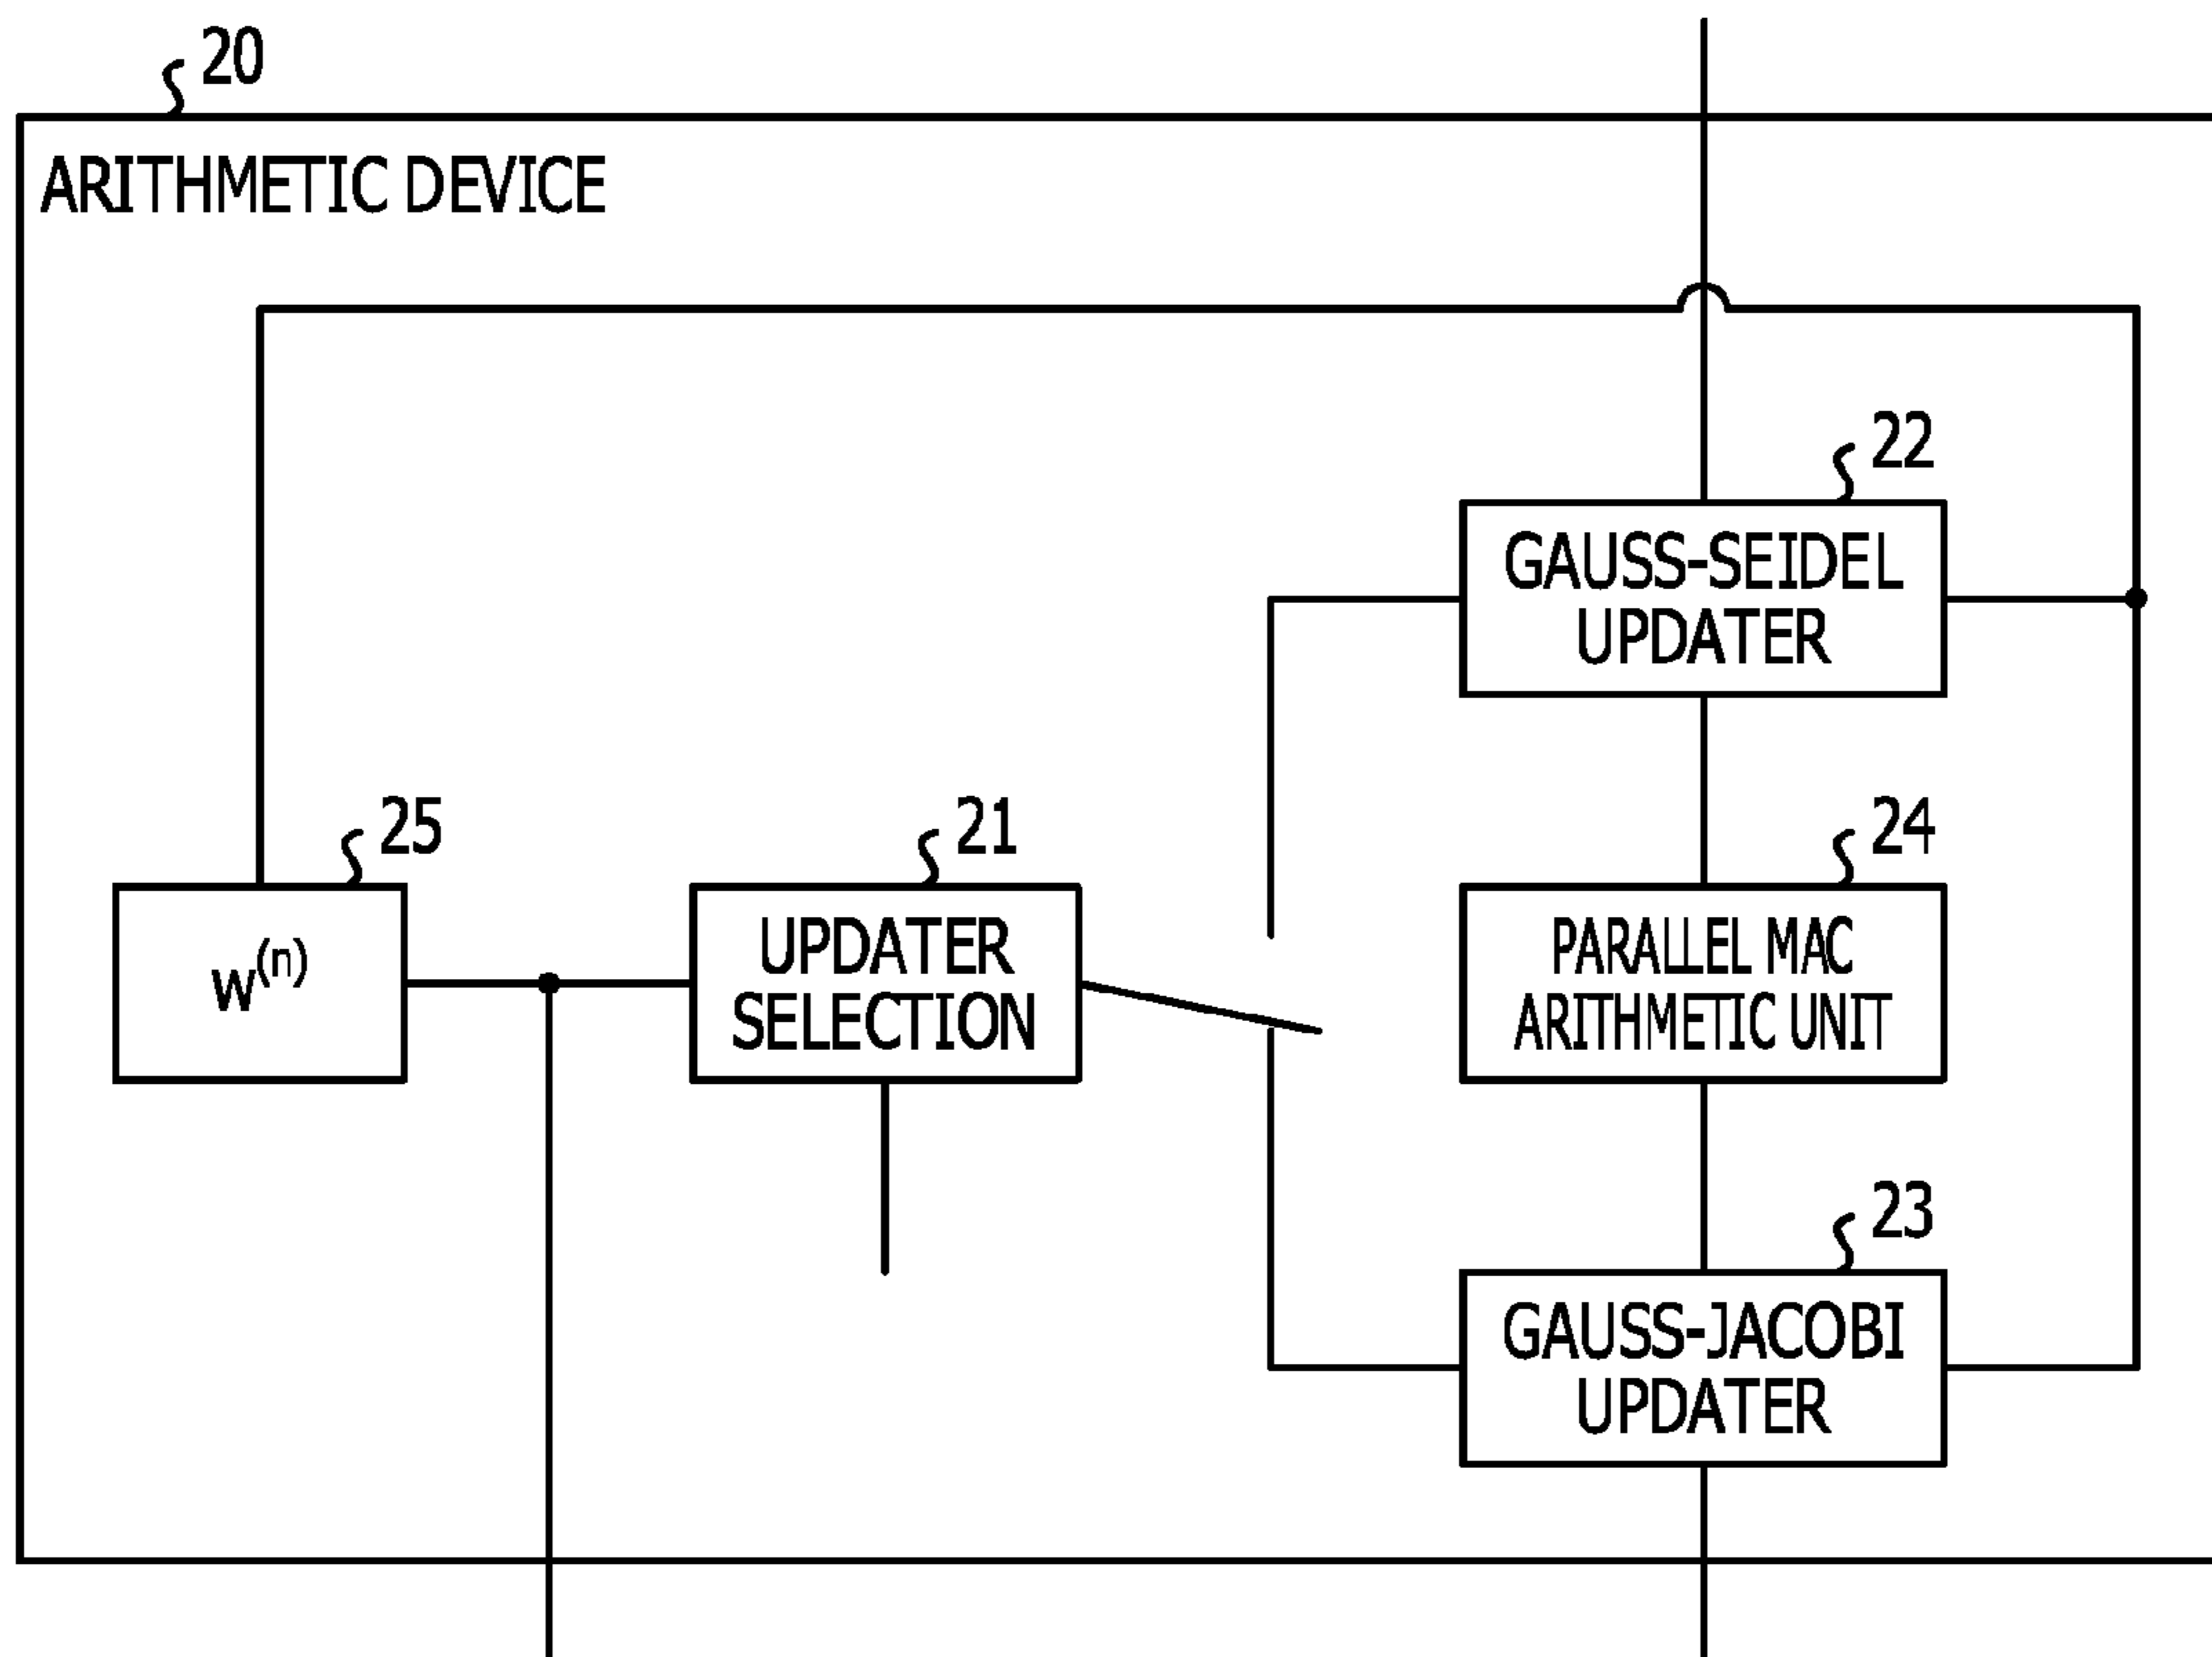 20
ARITHMETIC DEVICE
22
GAUSS-SEIDEL
UPDATER
25
21
24
w(n)
UPDATER
SELECTION
PARALLEL MAC
ARITHMETIC UNIT
23
GAUSS-JACOBI
UPDATER